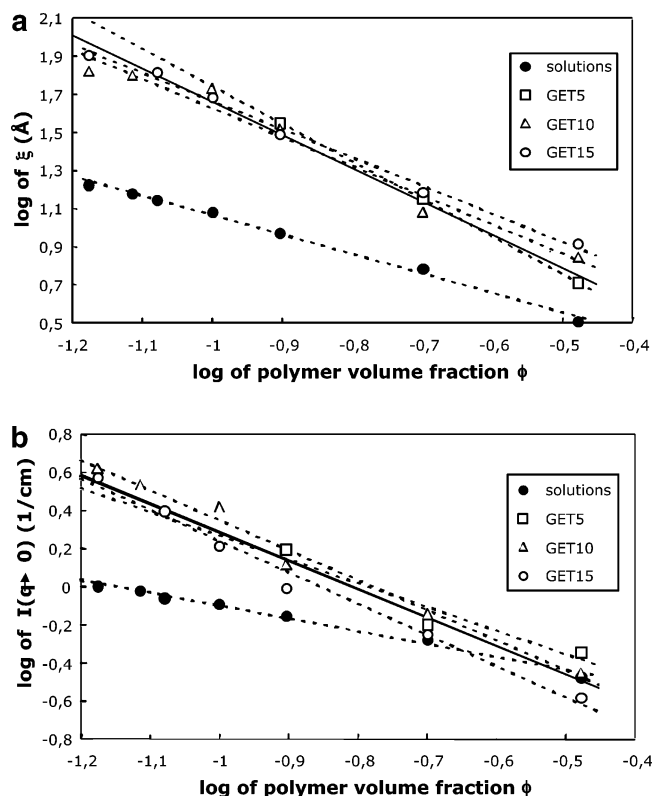 a
log of ξ (Å)
2,1
1,9
1,7
1,5
1,3
1,1
0,9
0,7
0,5
-1,2 -1,1 -1 -0,9 -0,8 -0,7 -0,6 -0,5 -0,4
log of polymer volume fraction ϕ
solutions
GET5
GET10
GET15
b
log of I(q→ 0) (1/cm)
0,8
0,6
0,4
0,2
0
-0,2
-0,4
-0,6
-0,8
-1,2 -1,1 -1 -0,9 -0,8 -0,7 -0,6 -0,5 -0,4
log of polymer volume fraction ϕ
solutions
GET5
GET10
GET15